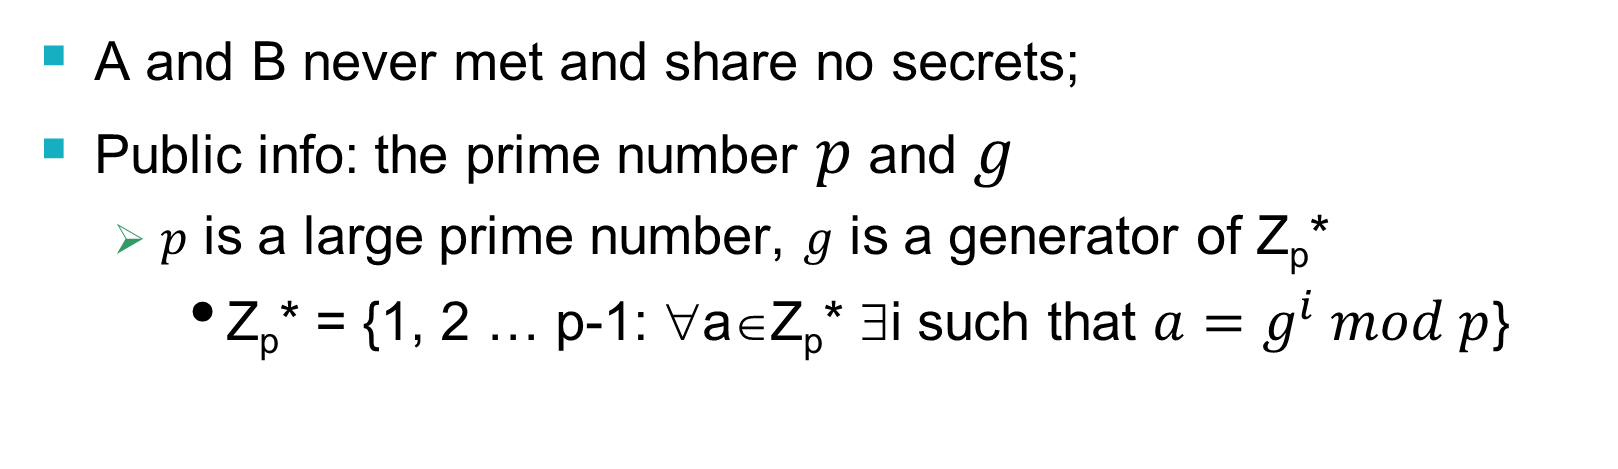 ▪ A and B never met and share no secrets;
▪ Public info: the prime number p and g
➢ p is a large prime number, g is a generator of Zp*
• Zp* = {1, 2 … p-1: ∀a∈Zp* ∃i such that a = g^i mod p}